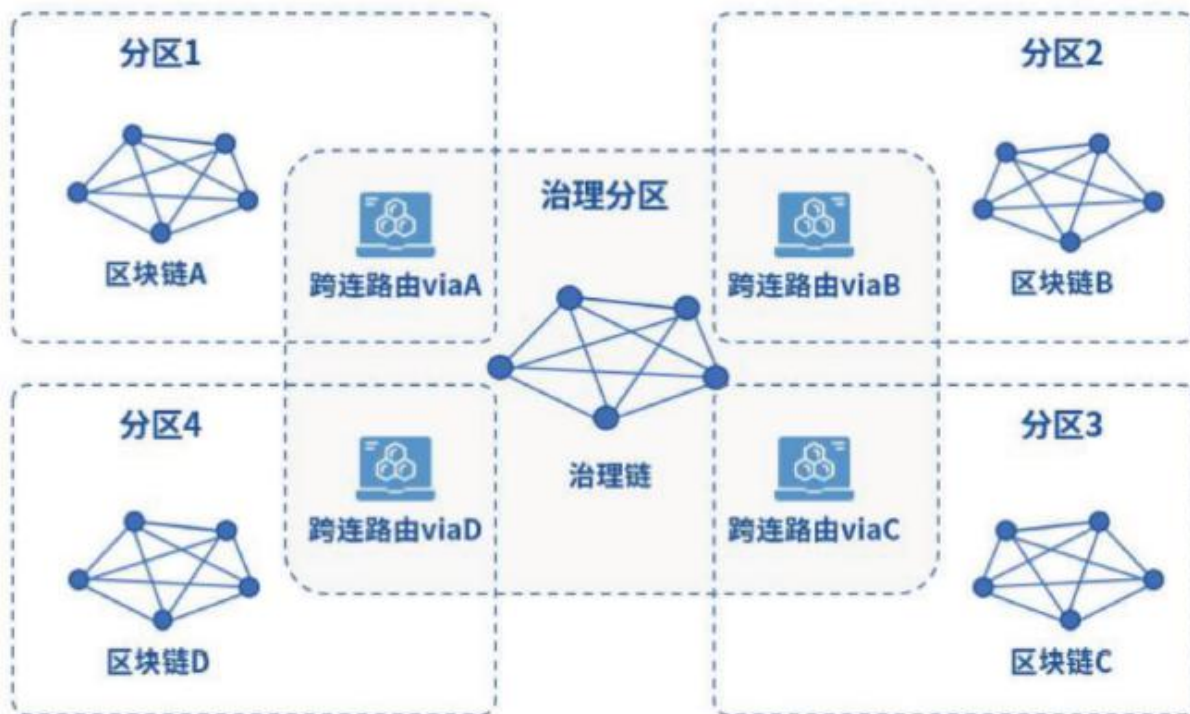 分区1
分区2
治理分区
区块链A
跨连路由viaA
跨连路由viaB
区块链B
分区4
分区3
治理链
跨连路由viaD
跨连路由viaC
区块链D
区块链C